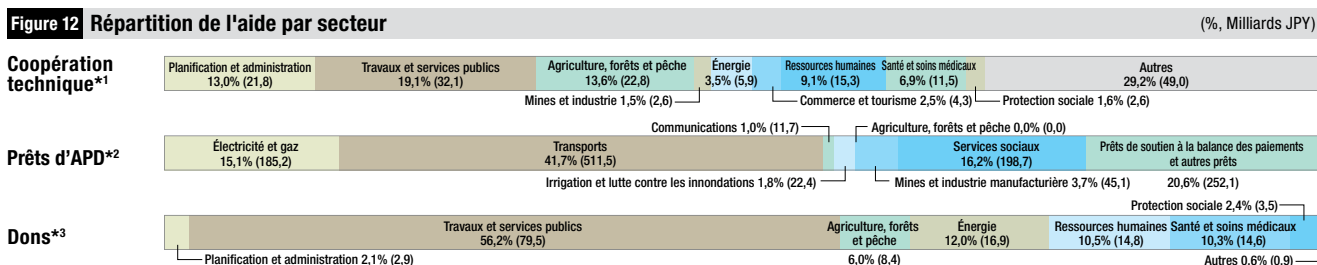 Figure 12 Répartition de l'aide par secteur (%, Milliards JPY)
Coopération
technique*1
Planification et administration
13,0% (21,8)
Travaux et services publics
19,1% (32,1)
Agriculture, forêts et pêche
13,6% (22,8)
Énergie
3,5% (5,9)
Ressources humaines
9,1% (15,3)
Santé et soins médicaux
6,9% (11,5)
Autres
29,2% (49,0)
Mines et industrie 1,5% (2,6)
Commerce et tourisme 2,5% (4,3)
Protection sociale 1,6% (2,6)
Communications 1,0% (11,7)
Agriculture, forêts et pêche 0,0% (0,0)
Prêts d'APD*2
Électricité et gaz
15,1% (185,2)
Transports
41,7% (511,5)
Services sociaux
16,2% (198,7)
Prêts de soutien à la balance des paiements
et autres prêts
20,6% (252,1)
Irrigation et lutte contre les innondations 1,8% (22,4)
Mines et industrie manufacturière 3,7% (45,1)
Protection sociale 2,4% (3,5)
Dons*3
Travaux et services publics
56,2% (79,5)
Agriculture, forêts
et pêche
6,0% (8,4)
Énergie
12,0% (16,9)
Ressources humaines
10,5% (14,8)
Santé et soins médicaux
10,3% (14,6)
Planification et administration 2,1% (2,9)
Autres 0,6% (0,9)